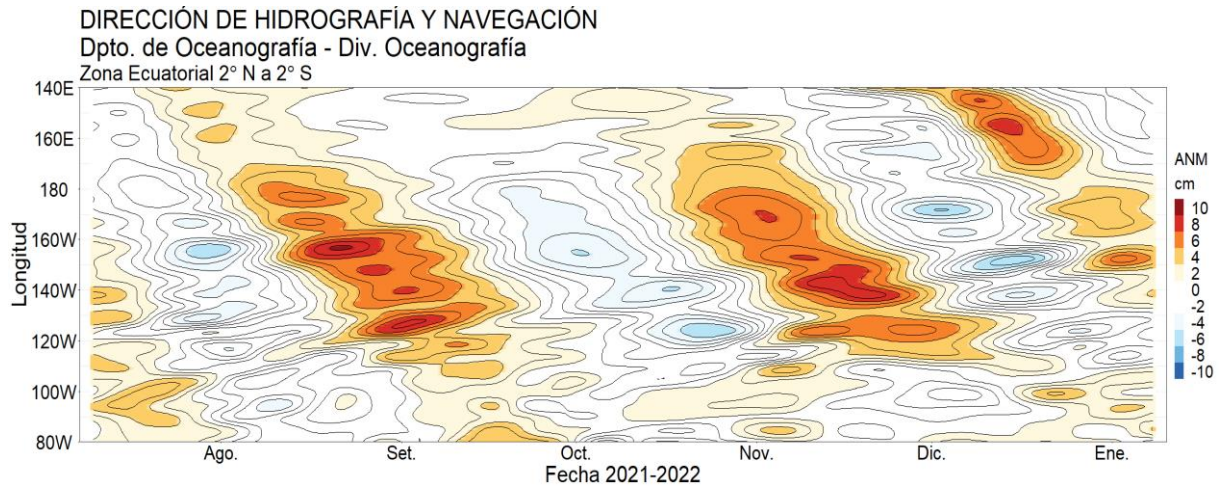 DIRECCIÓN DE HIDROGRAFÍA Y NAVEGACIÓN
Dpto. de Oceanografía - Div. Oceanografía
Zona Ecuatorial 2° N a 2° S
140E
160E
180
160W
140W
120W
100W
80W
Longitud
Ago.
Set.
Oct.
Nov.
Dic.
Ene.
Fecha 2021-2022
ANM
cm
10
8
6
4
2
0
-2
-4
-6
-8
-10